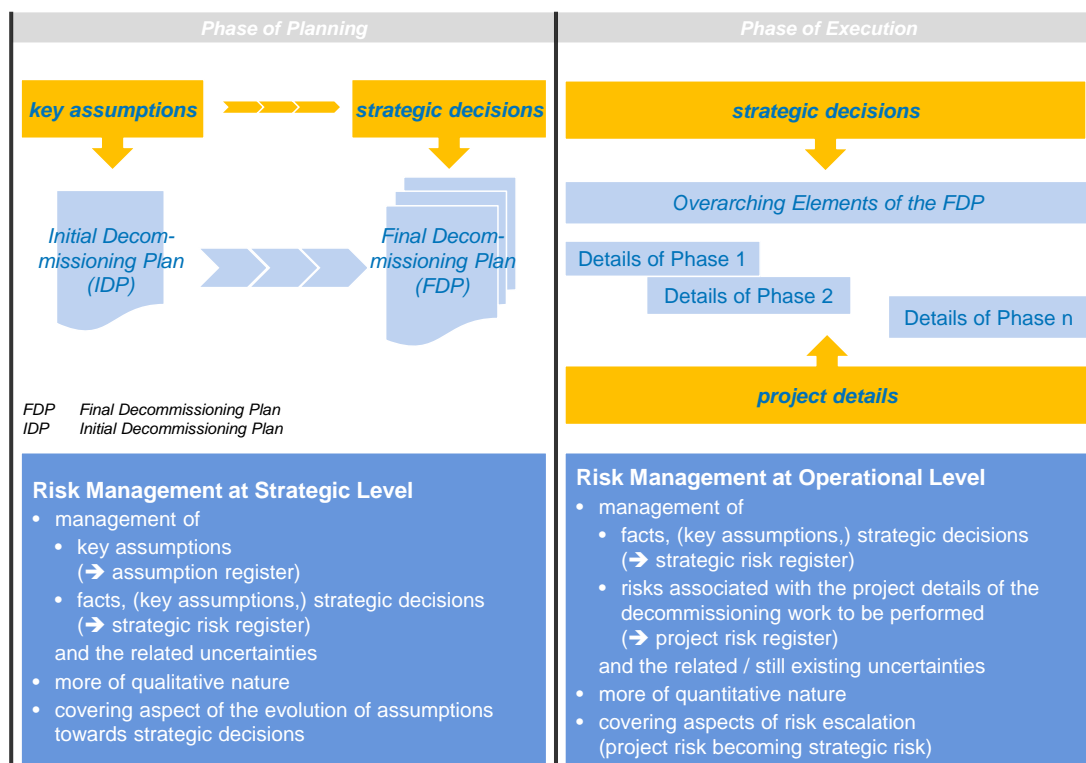 Phase of Planning
key assumptions
strategic decisions
Initial Decom-
missioning Plan
(IDP)
Final Decom-
missioning Plan
(FDP)
FDP Final Decommissioning Plan
IDP Initial Decommissioning Plan
Risk Management at Strategic Level
• management of
• key assumptions
(➔ assumption register)
• facts, (key assumptions,) strategic decisions
(➔ strategic risk register)
and the related uncertainties
• more of qualitative nature
• covering aspect of the evolution of assumptions
towards strategic decisions
Phase of Execution
strategic decisions
Overarching Elements of the FDP
Details of Phase 1
Details of Phase 2
Details of Phase n
project details
Risk Management at Operational Level
• management of
• facts, (key assumptions,) strategic decisions
(➔ strategic risk register)
• risks associated with the project details of the
decommissioning work to be performed
(➔ project risk register)
and the related / still existing uncertainties
• more of quantitative nature
• covering aspects of risk escalation
(project risk becoming strategic risk)